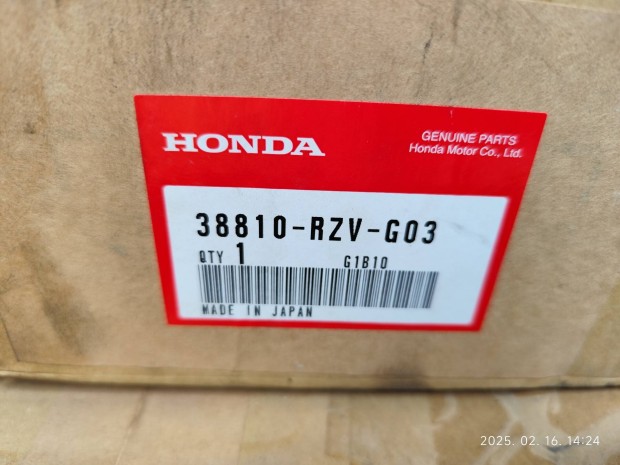 HONDA
GENUINE PARTS
Honda Motor Co., Ltd.
38810-RZV-G03
QTY 1 G1B10
MADE IN JAPAN
2025. 02. 16. 14:24